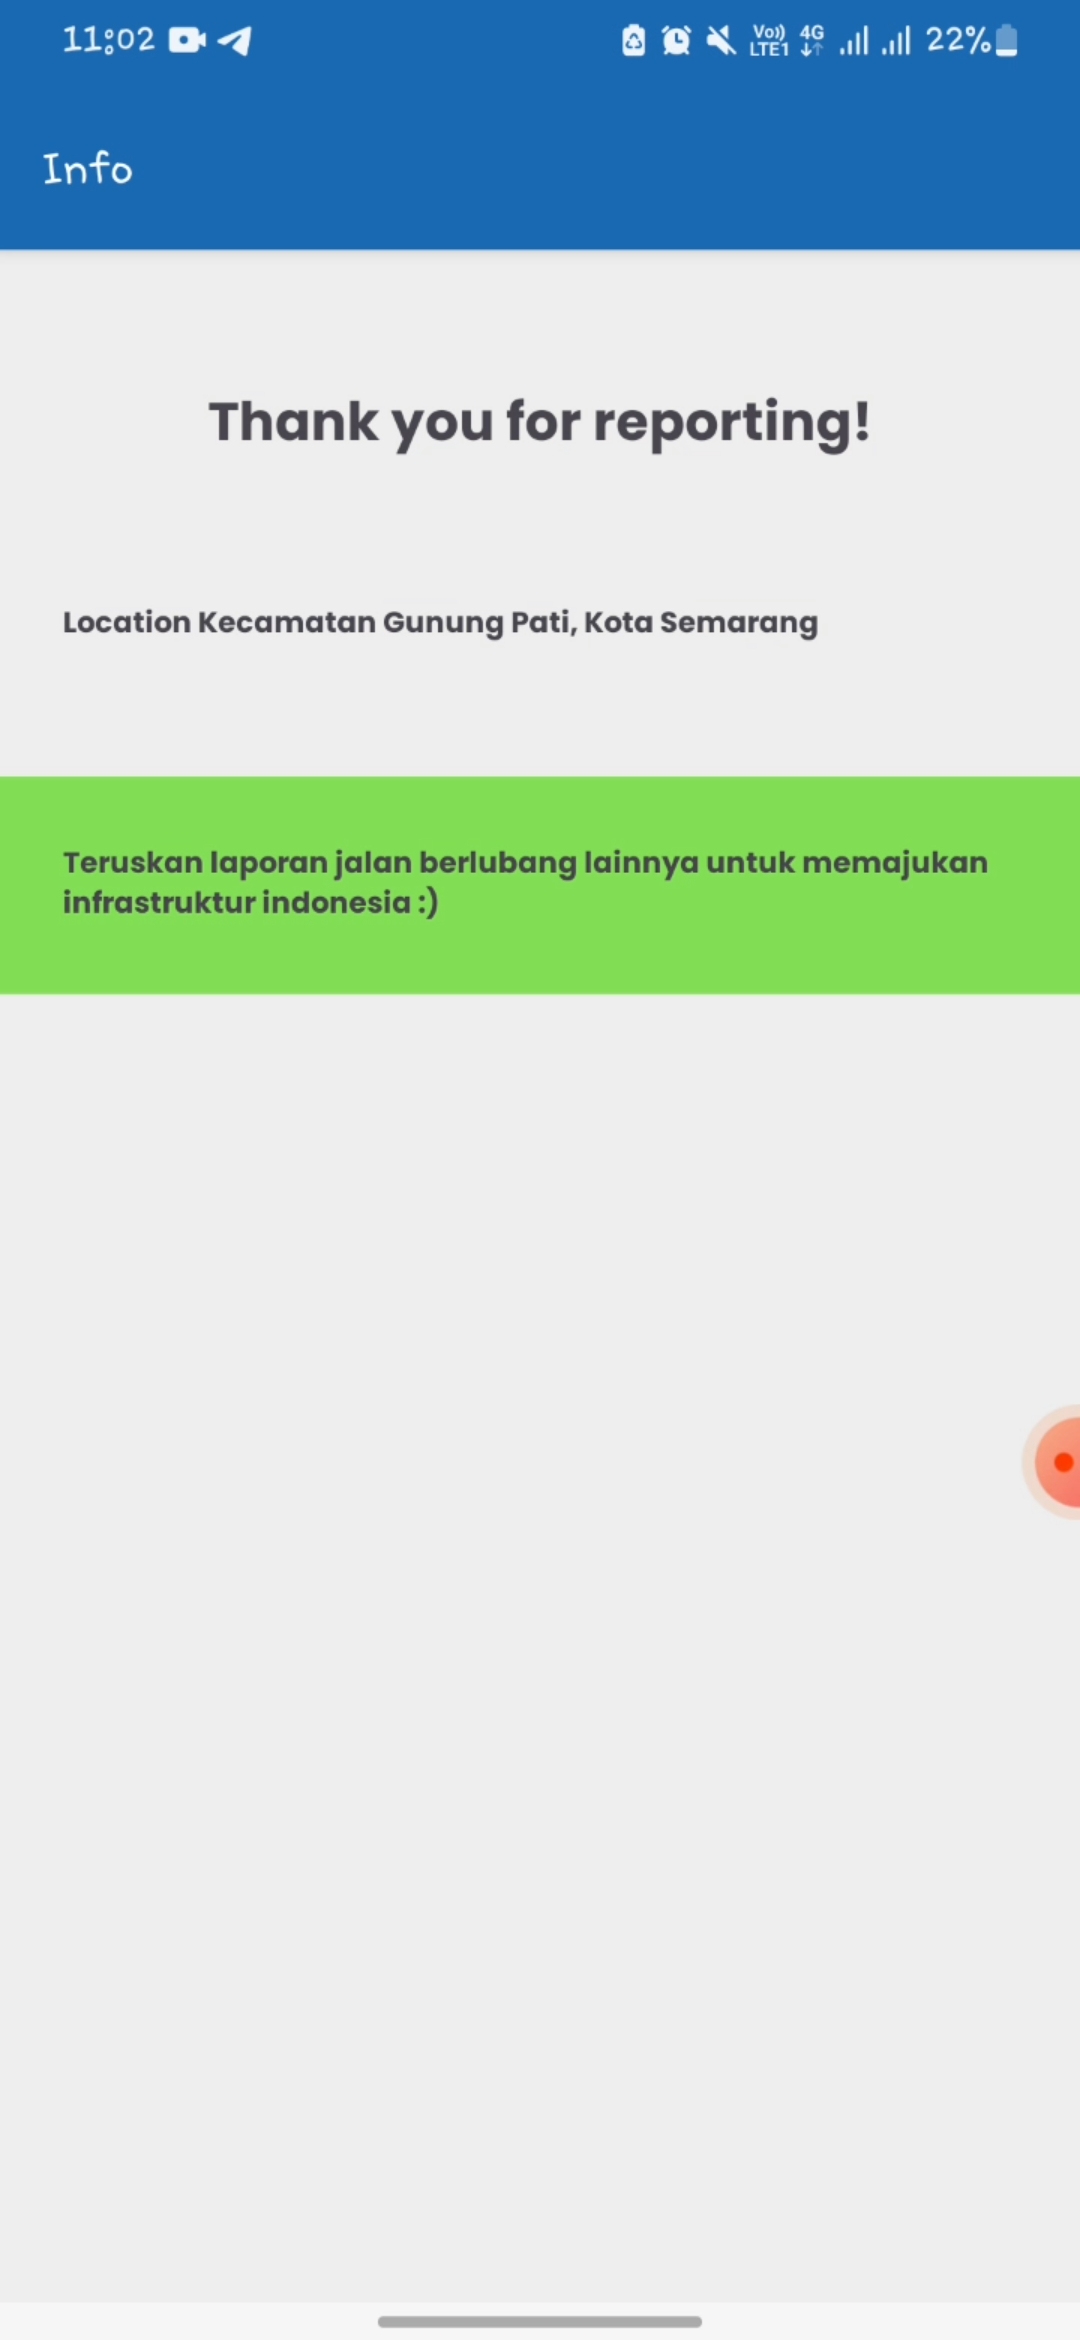 11:02
Vo)) 4G 22%
LTE1
Info
Thank you for reporting!
Location Kecamatan Gunung Pati, Kota Semarang
Teruskan laporan jalan berlubang lainnya untuk memajukan
infrastruktur indonesia :)